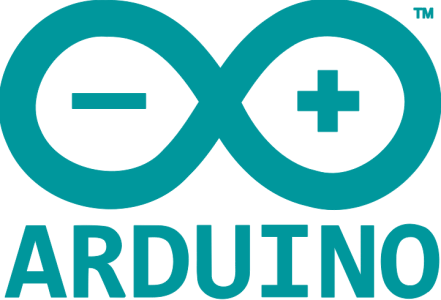 ™
− +
ARDUINO